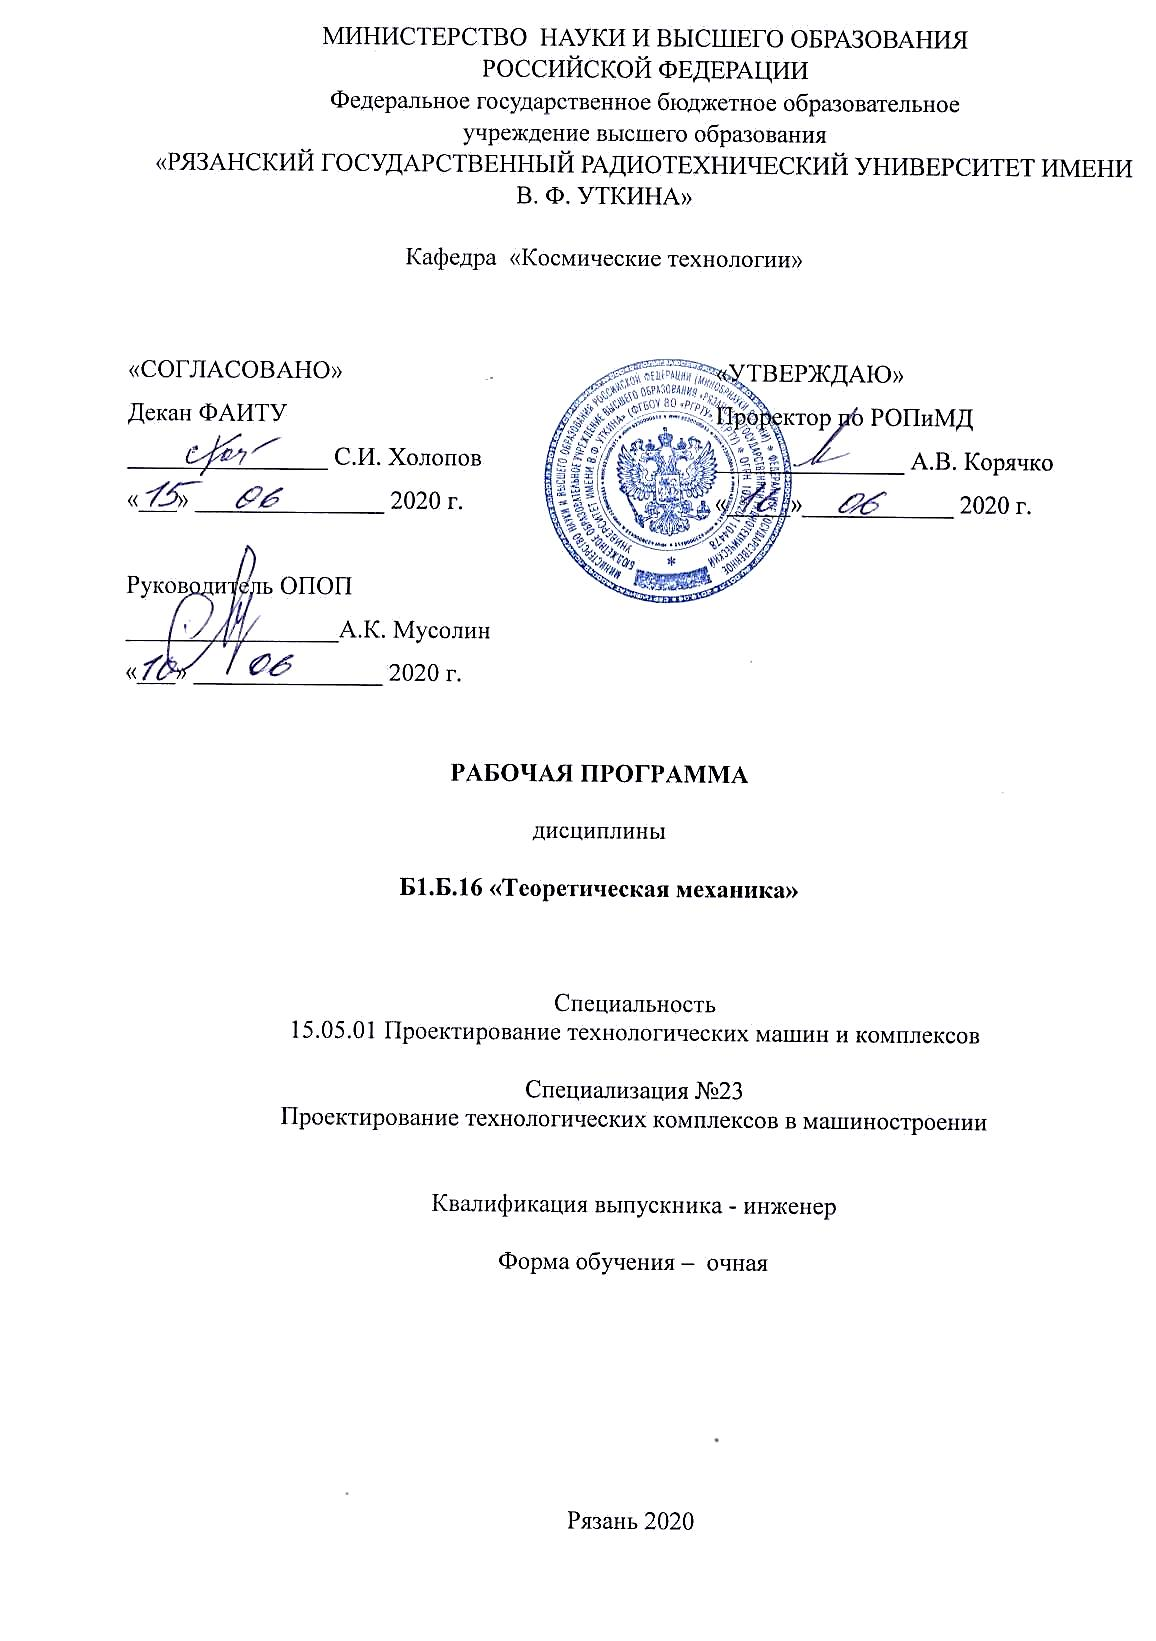 МИНИСТЕРСТВО НАУКИ И ВЫСШЕГО ОБРАЗОВАНИЯ
РОССИЙСКОЙ ФЕДЕРАЦИИ
Федеральное государственное бюджетное образовательное
учреждение высшего образования
«РЯЗАНСКИЙ ГОСУДАРСТВЕННЫЙ РАДИОТЕХНИЧЕСКИЙ УНИВЕРСИТЕТ ИМЕНИ
В. Ф. УТКИНА»
Кафедра «Космические технологии»
«СОГЛАСОВАНО»
Декан ФАИТУ
С.И. Холопов
«15» 06 2020 г.
Руководитель ОПОП
А.К. Мусолин
«10» 06 2020 г.
«УТВЕРЖДАЮ»
Проректор по РОПиМД
А.В. Корячко
« » 06 2020 г.
РАБОЧАЯ ПРОГРАММА
дисциплины
Б1.Б.16 «Теоретическая механика»
Специальность
15.05.01 Проектирование технологических машин и комплексов
Специализация №23
Проектирование технологических комплексов в машиностроении
Квалификация выпускника - инженер
Форма обучения – очная
Рязань 2020